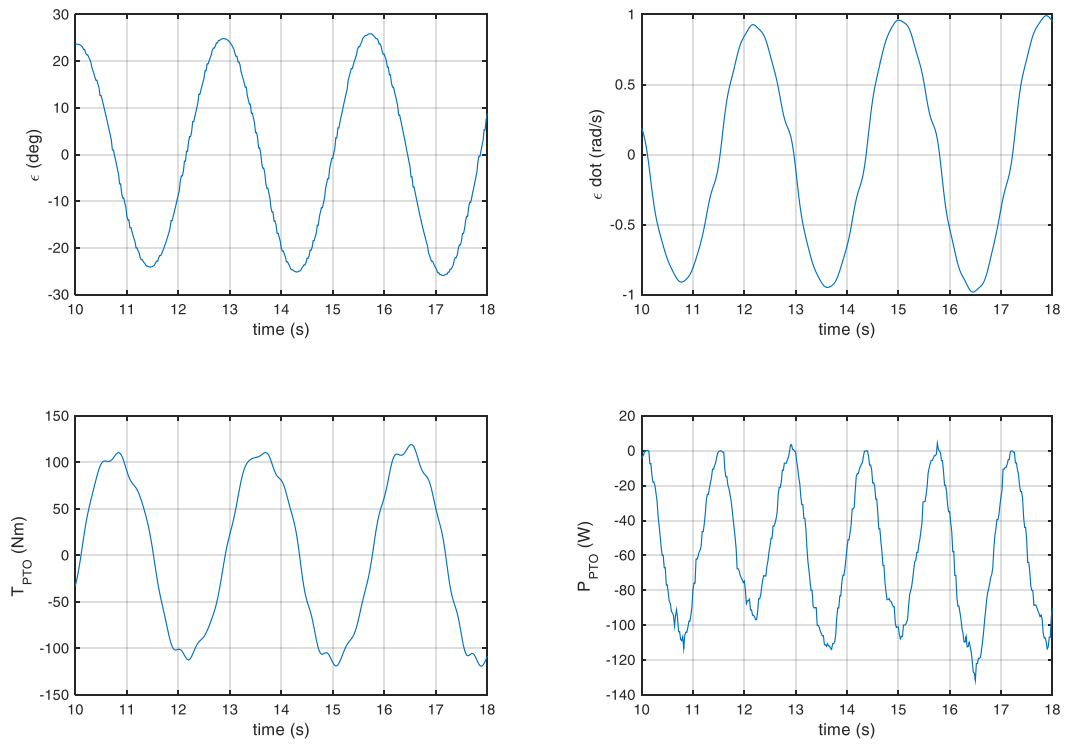 30
20
10
0
-10
-20
-30
ϵ (deg)
10 11 12 13 14 15 16 17 18
time (s)
1
0.5
0
-0.5
-1
ϵ dot (rad/s)
10 11 12 13 14 15 16 17 18
time (s)
150
100
50
0
-50
-100
-150
T_PTO (Nm)
10 11 12 13 14 15 16 17 18
time (s)
20
0
-20
-40
-60
-80
-100
-120
-140
P_PTO (W)
10 11 12 13 14 15 16 17 18
time (s)